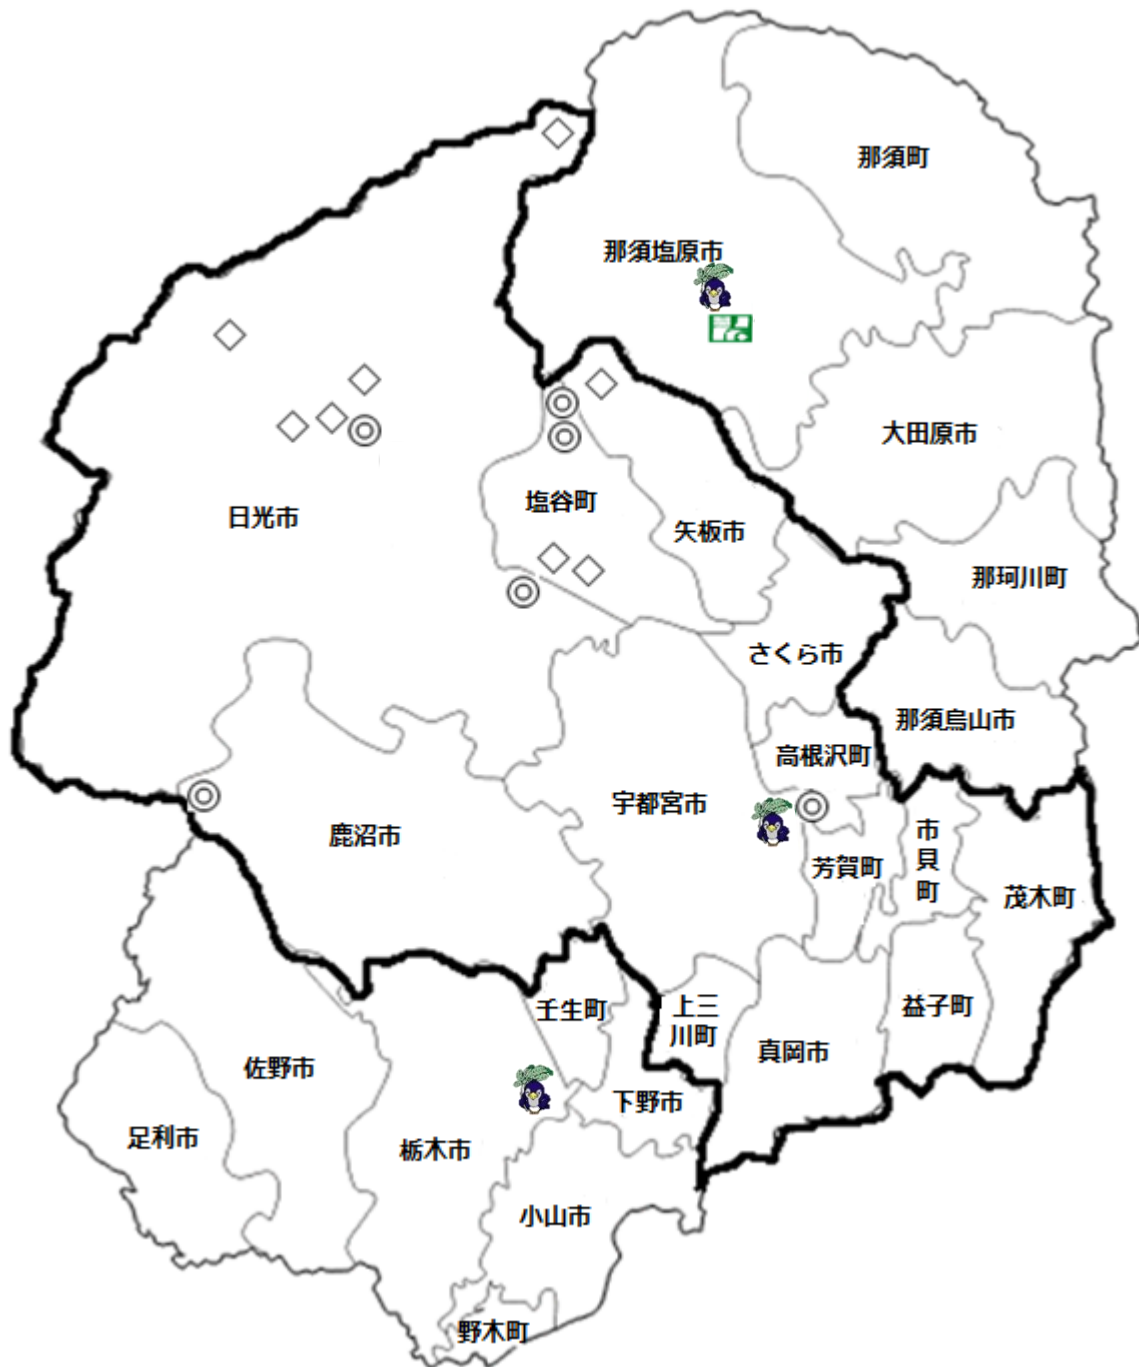 那須町
那須塩原市
大田原市
塩谷町
日光市
矢板市
那珂川町
さくら市
那須烏山市
高根沢町
宇都宮市
鹿沼市
市
貝
町
芳賀町
茂木町
壬生町
上三
川町
益子町
真岡市
佐野市
下野市
足利市
栃木市
小山市
野木町